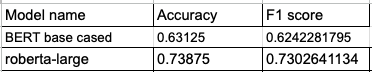 Model name Accuracy F1 score
BERT base cased 0.63125 0.6242281795
roberta-large 0.73875 0.7302641134